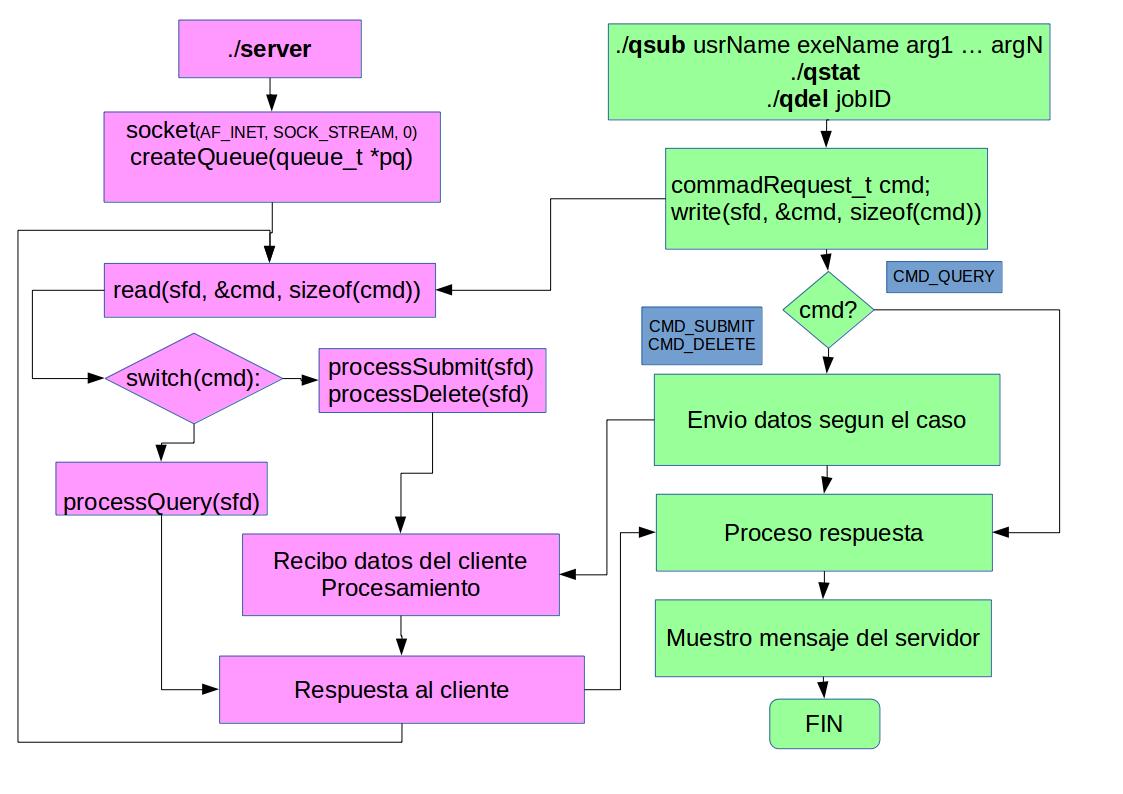 ./server
socket(AF_INET, SOCK_STREAM, 0)
createQueue(queue_t *pq)
read(sfd, &cmd, sizeof(cmd))
switch(cmd):
processSubmit(sfd)
processDelete(sfd)
processQuery(sfd)
Recibo datos del cliente
Procesamiento
Respuesta al cliente
./qsub usrName exeName arg1 … argN
./qstat
./qdel jobID
commadRequest_t cmd;
write(sfd, &cmd, sizeof(cmd))
cmd?
CMD_QUERY
CMD_SUBMIT
CMD_DELETE
Envio datos segun el caso
Proceso respuesta
Muestro mensaje del servidor
FIN